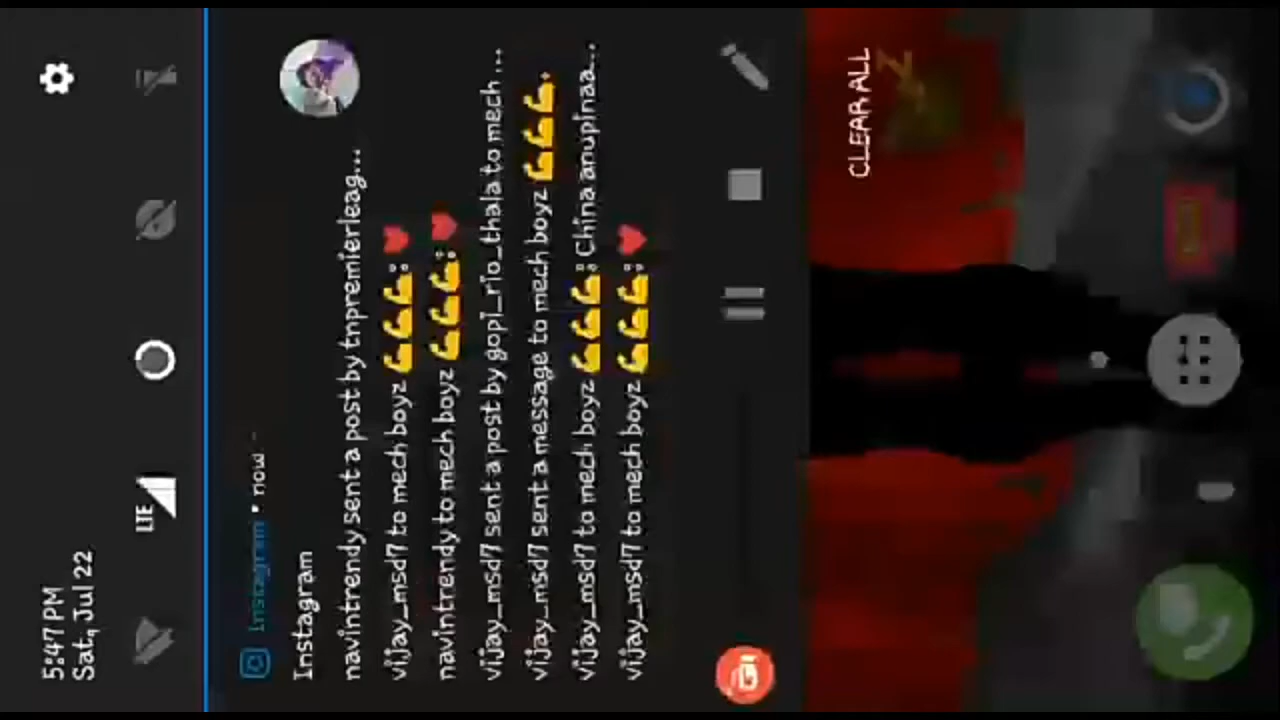 5:47 PM
Sat, Jul 22
LTE
Instagram • now
Instagram
navintrendy sent a post by tnpremierleag...
vijay_msd7 to mech boyz 💪💪💪: ❤
navintrendy to mech boyz 💪💪💪: ❤
vijay_msd7 sent a post by gopi_rio_thala to mech ...
vijay_msd7 sent a message to mech boyz 💪💪💪.
vijay_msd7 to mech boyz 💪💪💪: China anupinaa...
vijay_msd7 to mech boyz 💪💪💪: ❤
CLEAR ALL